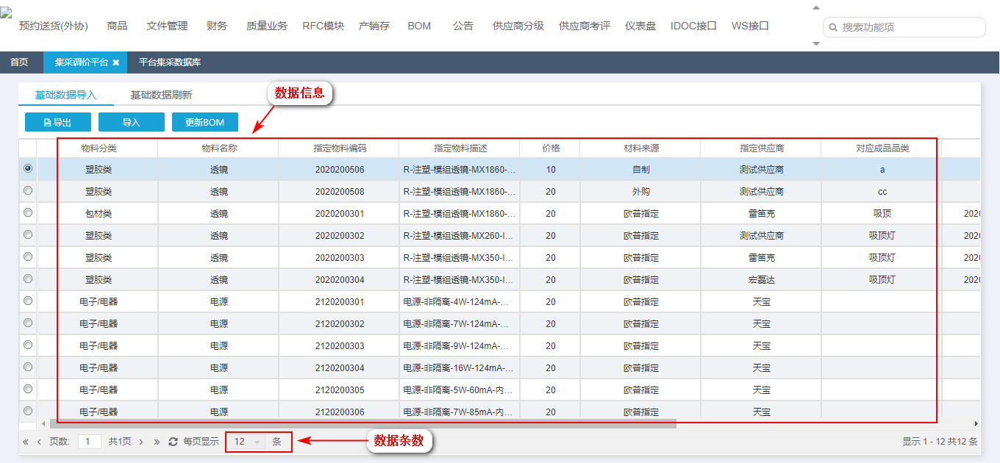 预约送货(外协) 商品 文件管理 财务 质量业务 RFC模块 产销存 BOM 公告 供应商分级 供应商考评 仪表盘 IDOC接口 WS接口 搜索功能项
首页 集采调价平台 平台集采数据库
基础数据导入 基础数据刷新 数据信息
导出 导入 更新BOM
物料分类 物料名称 指定物料编码 指定物料描述 价格 材料来源 指定供应商 对应成品品类
塑胶类 透镜 2020200506 R-注塑-模组透镜-MX1860-... 10 自制 测试供应商 a
塑胶类 透镜 2020200508 R-注塑-模组透镜-MX1860-... 20 外购 测试供应商 cc
包材类 透镜 2020200301 R-注塑-模组透镜-MX1860-... 20 欧普指定 雷笛克 吸顶 202
塑胶类 透镜 2020200302 R-注塑-模组透镜-MX260-I... 20 欧普指定 测试供应商 吸顶灯 202
塑胶类 透镜 2020200303 R-注塑-模组透镜-MX350-I... 20 欧普指定 雷笛克 吸顶灯 202
塑胶类 透镜 2020200304 R-注塑-模组透镜-MX350-I... 20 欧普指定 宏磊达 吸顶灯 202
电子/电器 电源 2120200301 电源-非隔离-4W-124mA-... 20 欧普指定 天宝
电子/电器 电源 2120200302 电源-非隔离-7W-124mA-... 20 欧普指定 天宝
电子/电器 电源 2120200303 电源-非隔离-9W-124mA-... 20 欧普指定 天宝
电子/电器 电源 2120200304 电源-非隔离-16W-124mA-... 20 欧普指定 天宝
电子/电器 电源 2120200305 电源-非隔离-5W-60mA-内... 20 欧普指定 天宝
电子/电器 电源 2120200306 电源-非隔离-7W-85mA-内... 20 欧普指定 天宝
页数: 1 共1页 每页显示 12 条 数据条数 显示 1 - 12 共12 条